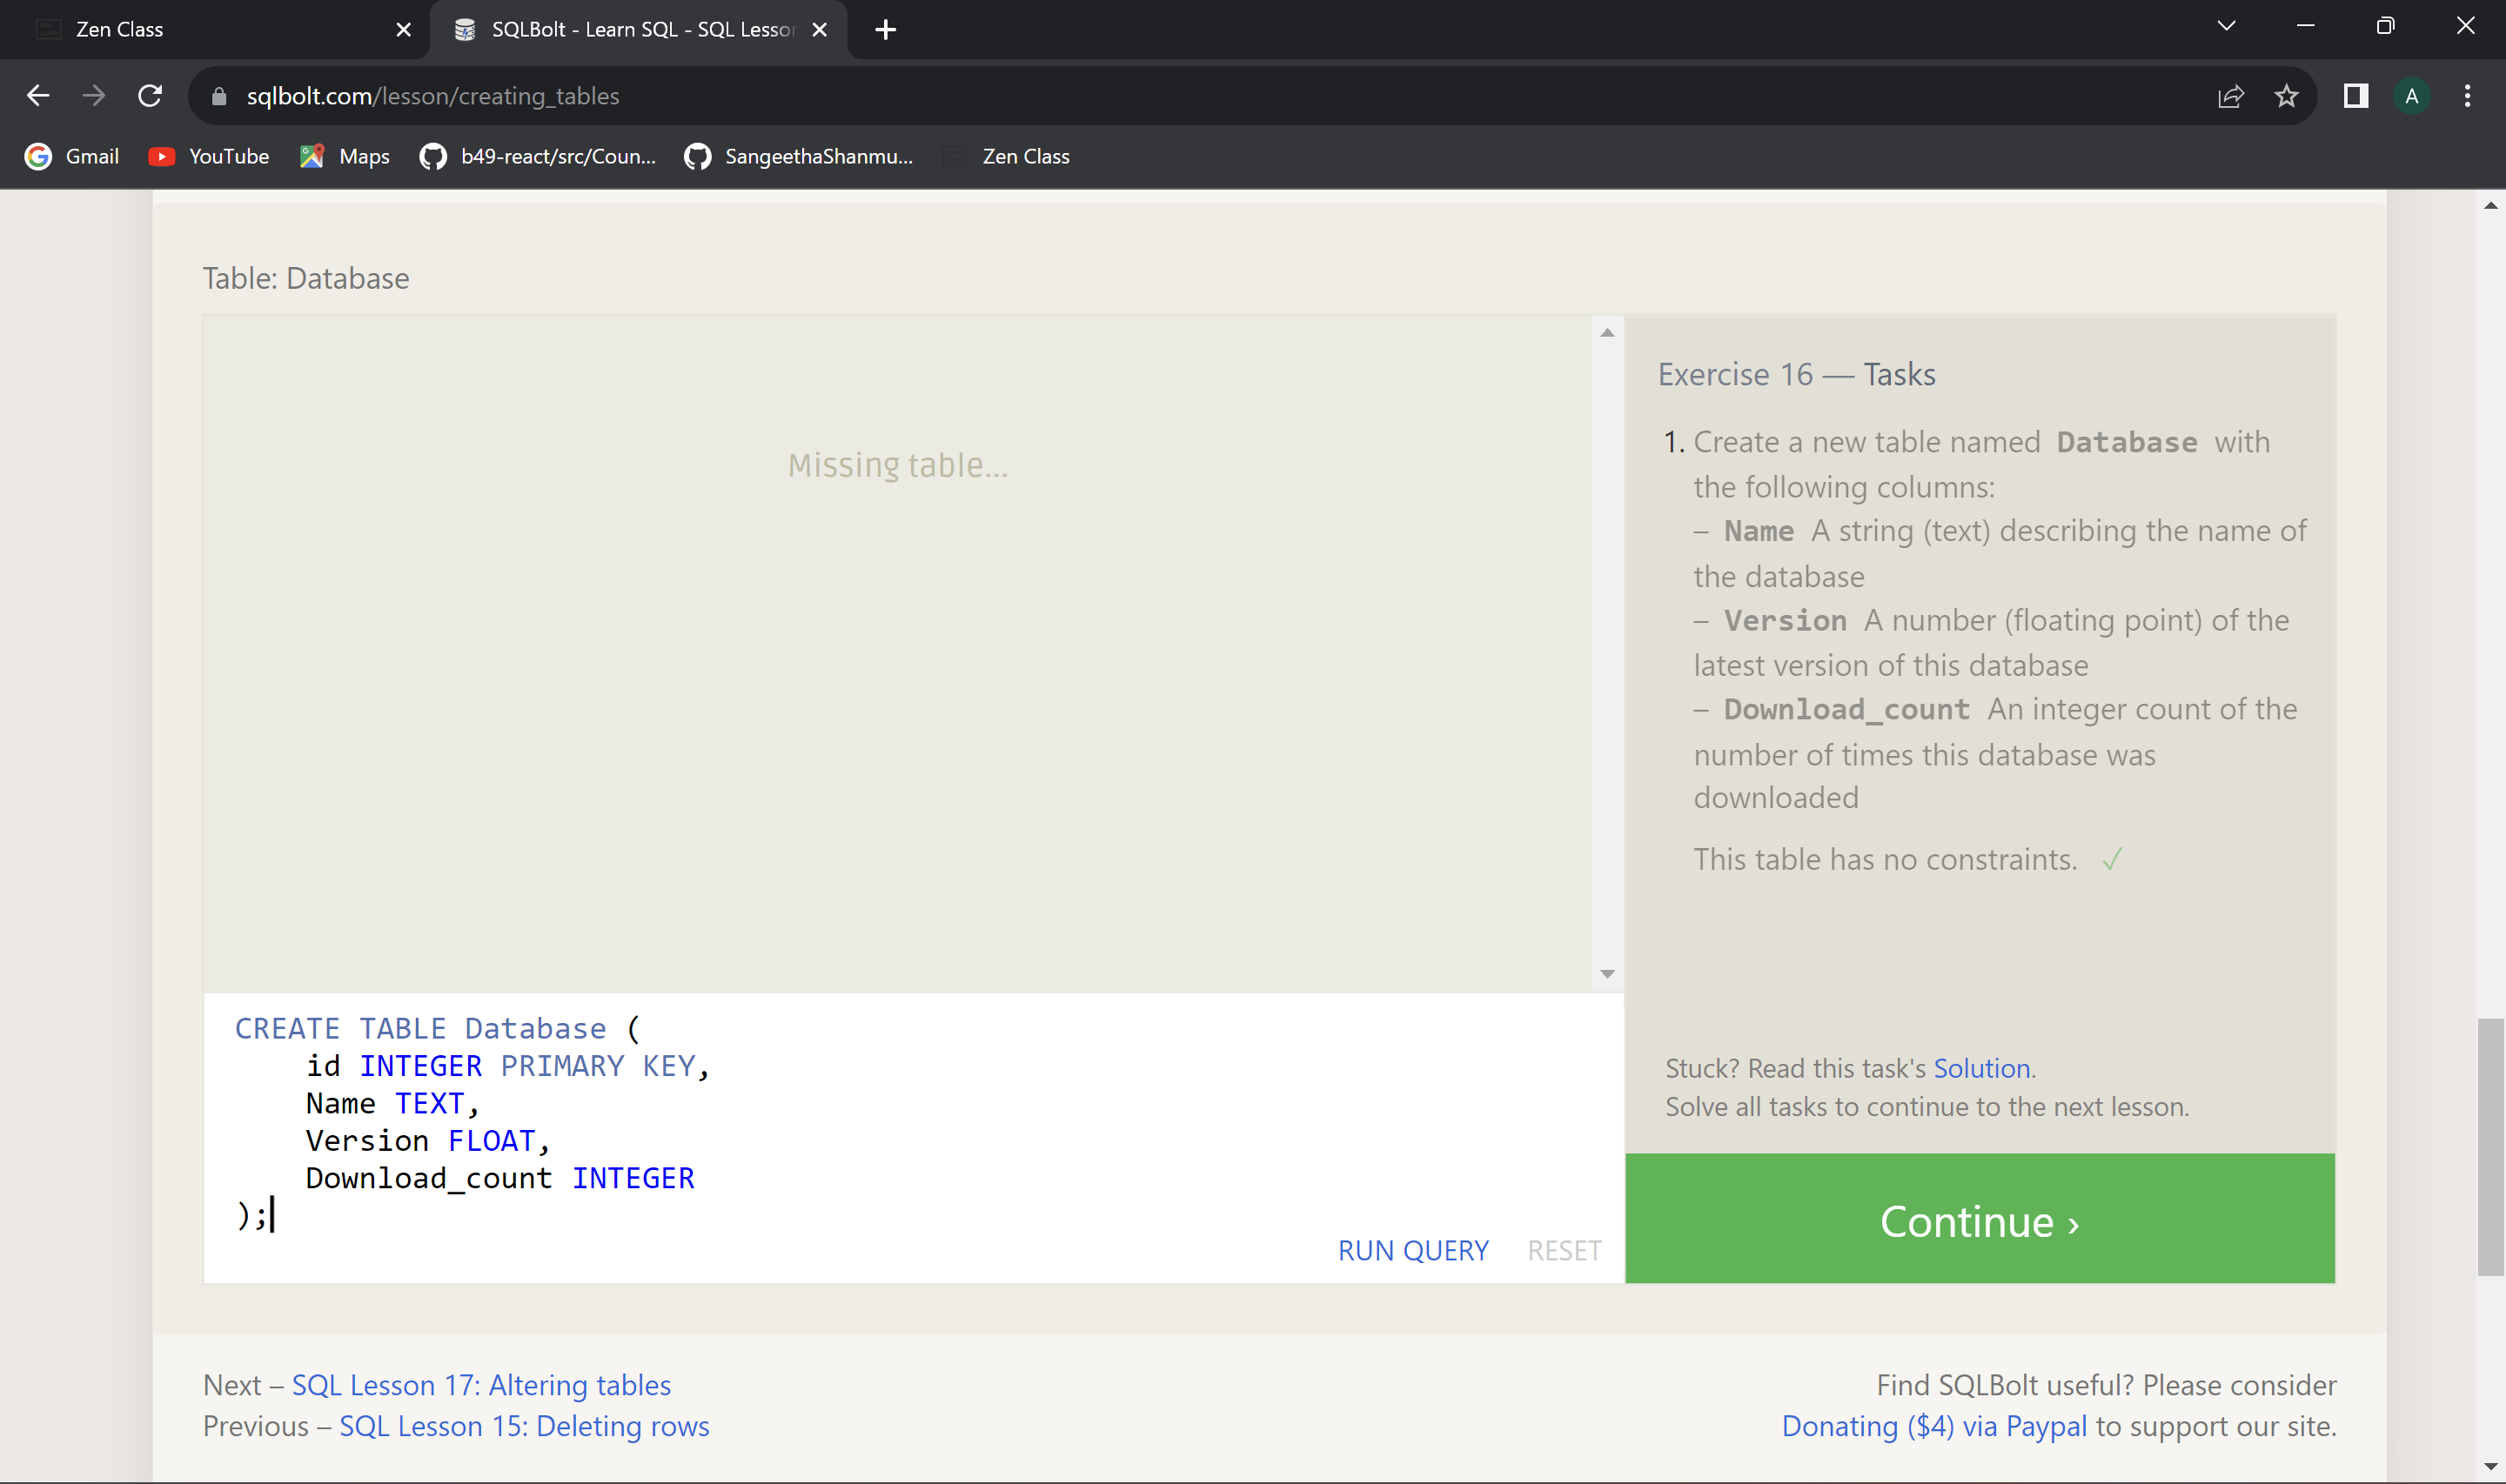 Zen Class
SQLBolt - Learn SQL - SQL Lesson
sqlbolt.com/lesson/creating_tables
A
Gmail
YouTube
Maps
b49-react/src/Coun...
SangeethaShanmu...
Zen Class
Table: Database
Missing table...
Exercise 16 — Tasks
1. Create a new table named Database with
the following columns:
– Name A string (text) describing the name of
the database
– Version A number (floating point) of the
latest version of this database
– Download_count An integer count of the
number of times this database was
downloaded
This table has no constraints. ✓
CREATE TABLE Database (
id INTEGER PRIMARY KEY,
Name TEXT,
Version FLOAT,
Download_count INTEGER
);
RUN QUERY RESET
Stuck? Read this task's Solution.
Solve all tasks to continue to the next lesson.
Continue ›
Next – SQL Lesson 17: Altering tables
Previous – SQL Lesson 15: Deleting rows
Find SQLBolt useful? Please consider
Donating ($4) via Paypal to support our site.